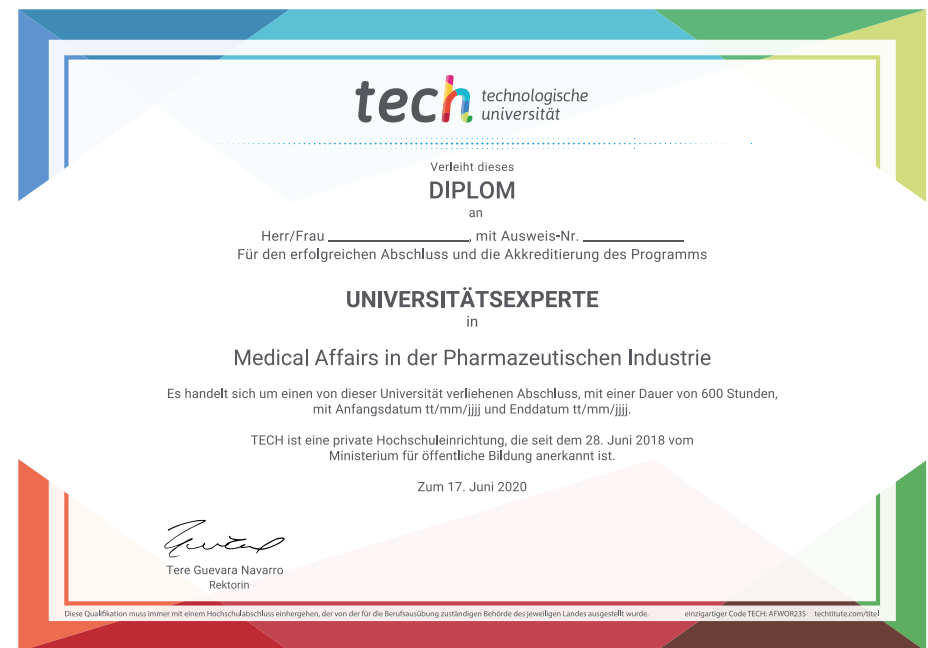 tech technologische
universität
Verleiht dieses
DIPLOM
an
Herr/Frau ____________________, mit Ausweis-Nr. ______________
Für den erfolgreichen Abschluss und die Akkreditierung des Programms
UNIVERSITÄTSEXPERTE
in
Medical Affairs in der Pharmazeutischen Industrie
Es handelt sich um einen von dieser Universität verliehenen Abschluss, mit einer Dauer von 600 Stunden,
mit Anfangsdatum tt/mm/jjjj und Enddatum tt/mm/jjjj.
TECH ist eine private Hochschuleinrichtung, die seit dem 28. Juni 2018 vom
Ministerium für öffentliche Bildung anerkannt ist.
Zum 17. Juni 2020
Tere Guevara Navarro
Rektorin
Diese Qualifikation muss immer mit einem Hochschulabschluss einhergehen, der von der für die Berufsausübung zuständigen Behörde des jeweiligen Landes ausgestellt wurde. einzigartiger Code TECH: AFWOR23S techtitute.com/titel